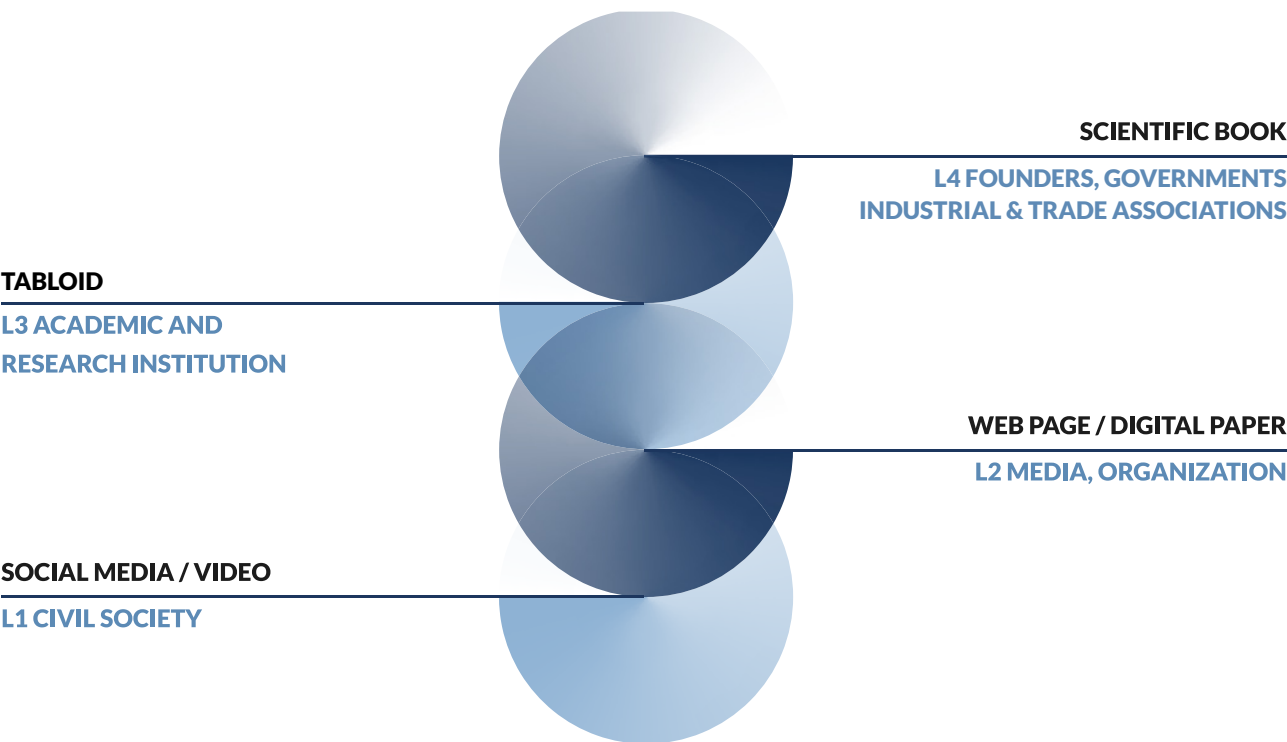 SCIENTIFIC BOOK
L4 FOUNDERS, GOVERNMENTS
INDUSTRIAL & TRADE ASSOCIATIONS
TABLOID
L3 ACADEMIC AND
RESEARCH INSTITUTION
WEB PAGE / DIGITAL PAPER
L2 MEDIA, ORGANIZATION
SOCIAL MEDIA / VIDEO
L1 CIVIL SOCIETY